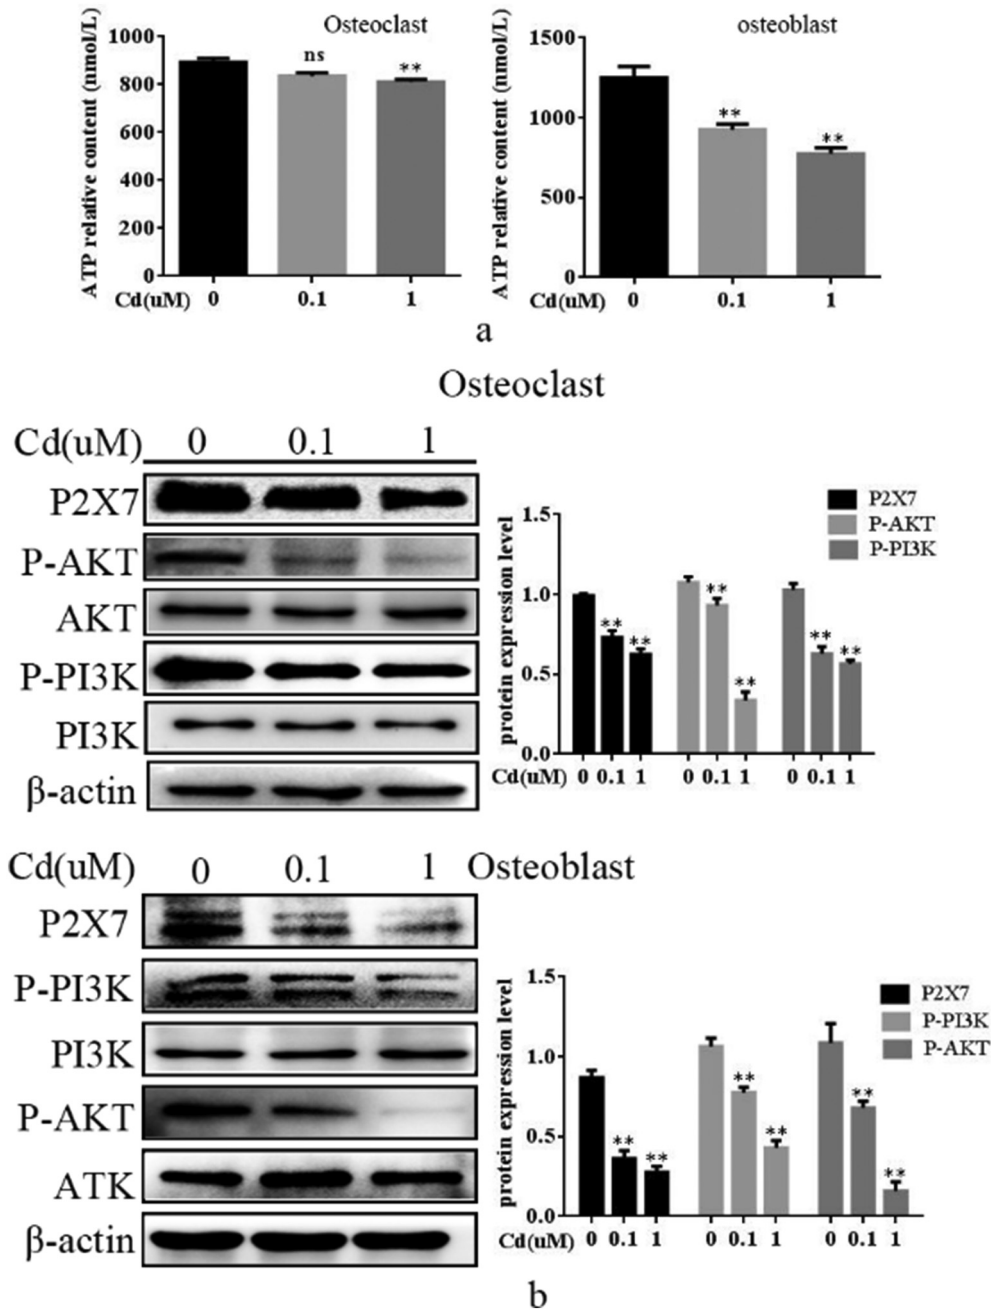 Osteoclast
ATP relative content (nmol/L)
1000
800
600
400
200
0
ns
**
Cd(uM) 0 0.1 1
osteoblast
ATP relative content (nmol/L)
1500
1000
500
0
**
**
Cd(uM) 0 0.1 1
a
Osteoclast
Cd(uM) 0 0.1 1
P2X7
P-AKT
AKT
P-PI3K
PI3K
β-actin
protein expression level
1.5
1.0
0.5
0.0
P2X7
P-AKT
P-PI3K
** ** ** ** ** **
Cd(uM) 0 0.1 1 0 0.1 1 0 0.1 1
Cd(uM) 0 0.1 1 Osteoblast
P2X7
P-PI3K
PI3K
P-AKT
ATK
β-actin
protein expression level
1.5
1.0
0.5
0.0
P2X7
P-PI3K
P-AKT
** ** ** ** ** **
Cd(uM) 0 0.1 1 0 0.1 1 0 0.1 1
b